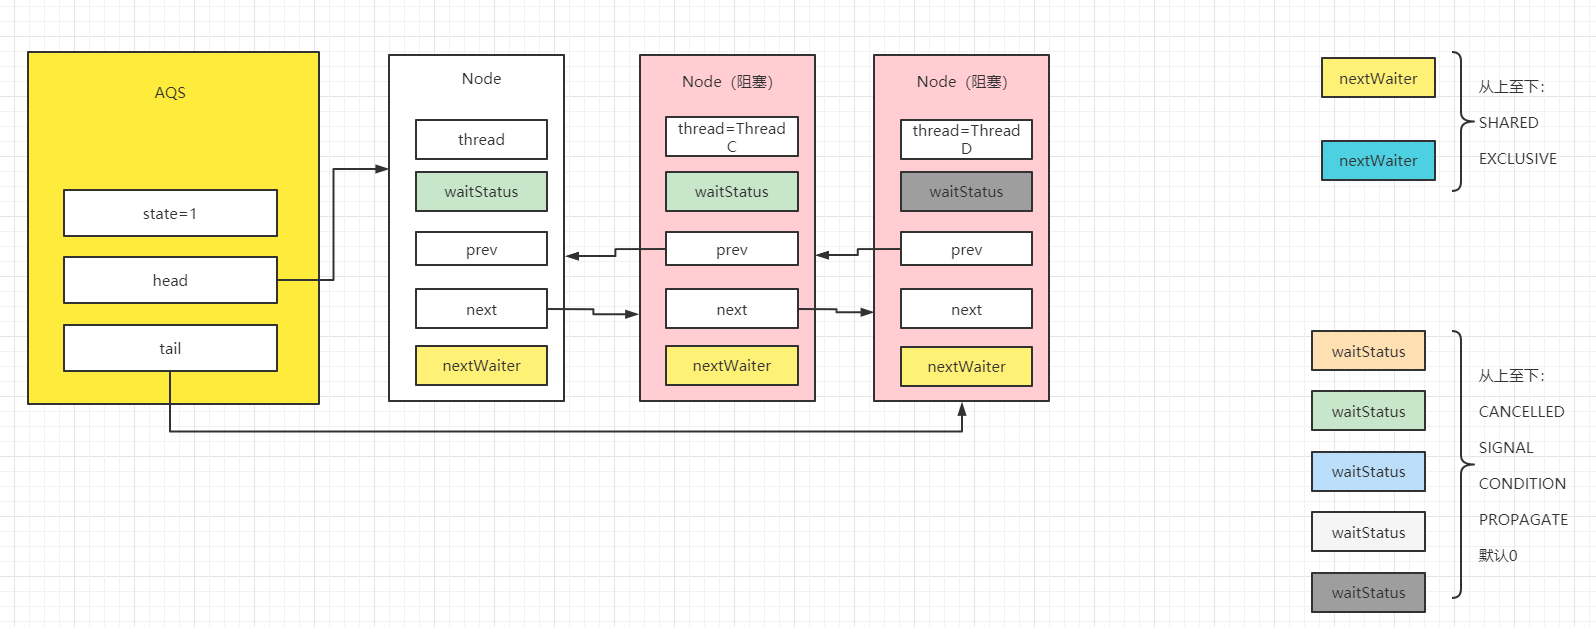 AQS
state=1
head
tail
Node
thread
waitStatus
prev
next
nextWaiter
Node（阻塞）
thread=Thread
C
waitStatus
prev
next
nextWaiter
Node（阻塞）
thread=Thread
D
waitStatus
prev
next
nextWaiter
nextWaiter
nextWaiter
从上至下：
SHARED
EXCLUSIVE
waitStatus
waitStatus
waitStatus
waitStatus
waitStatus
从上至下：
CANCELLED
SIGNAL
CONDITION
PROPAGATE
默认0